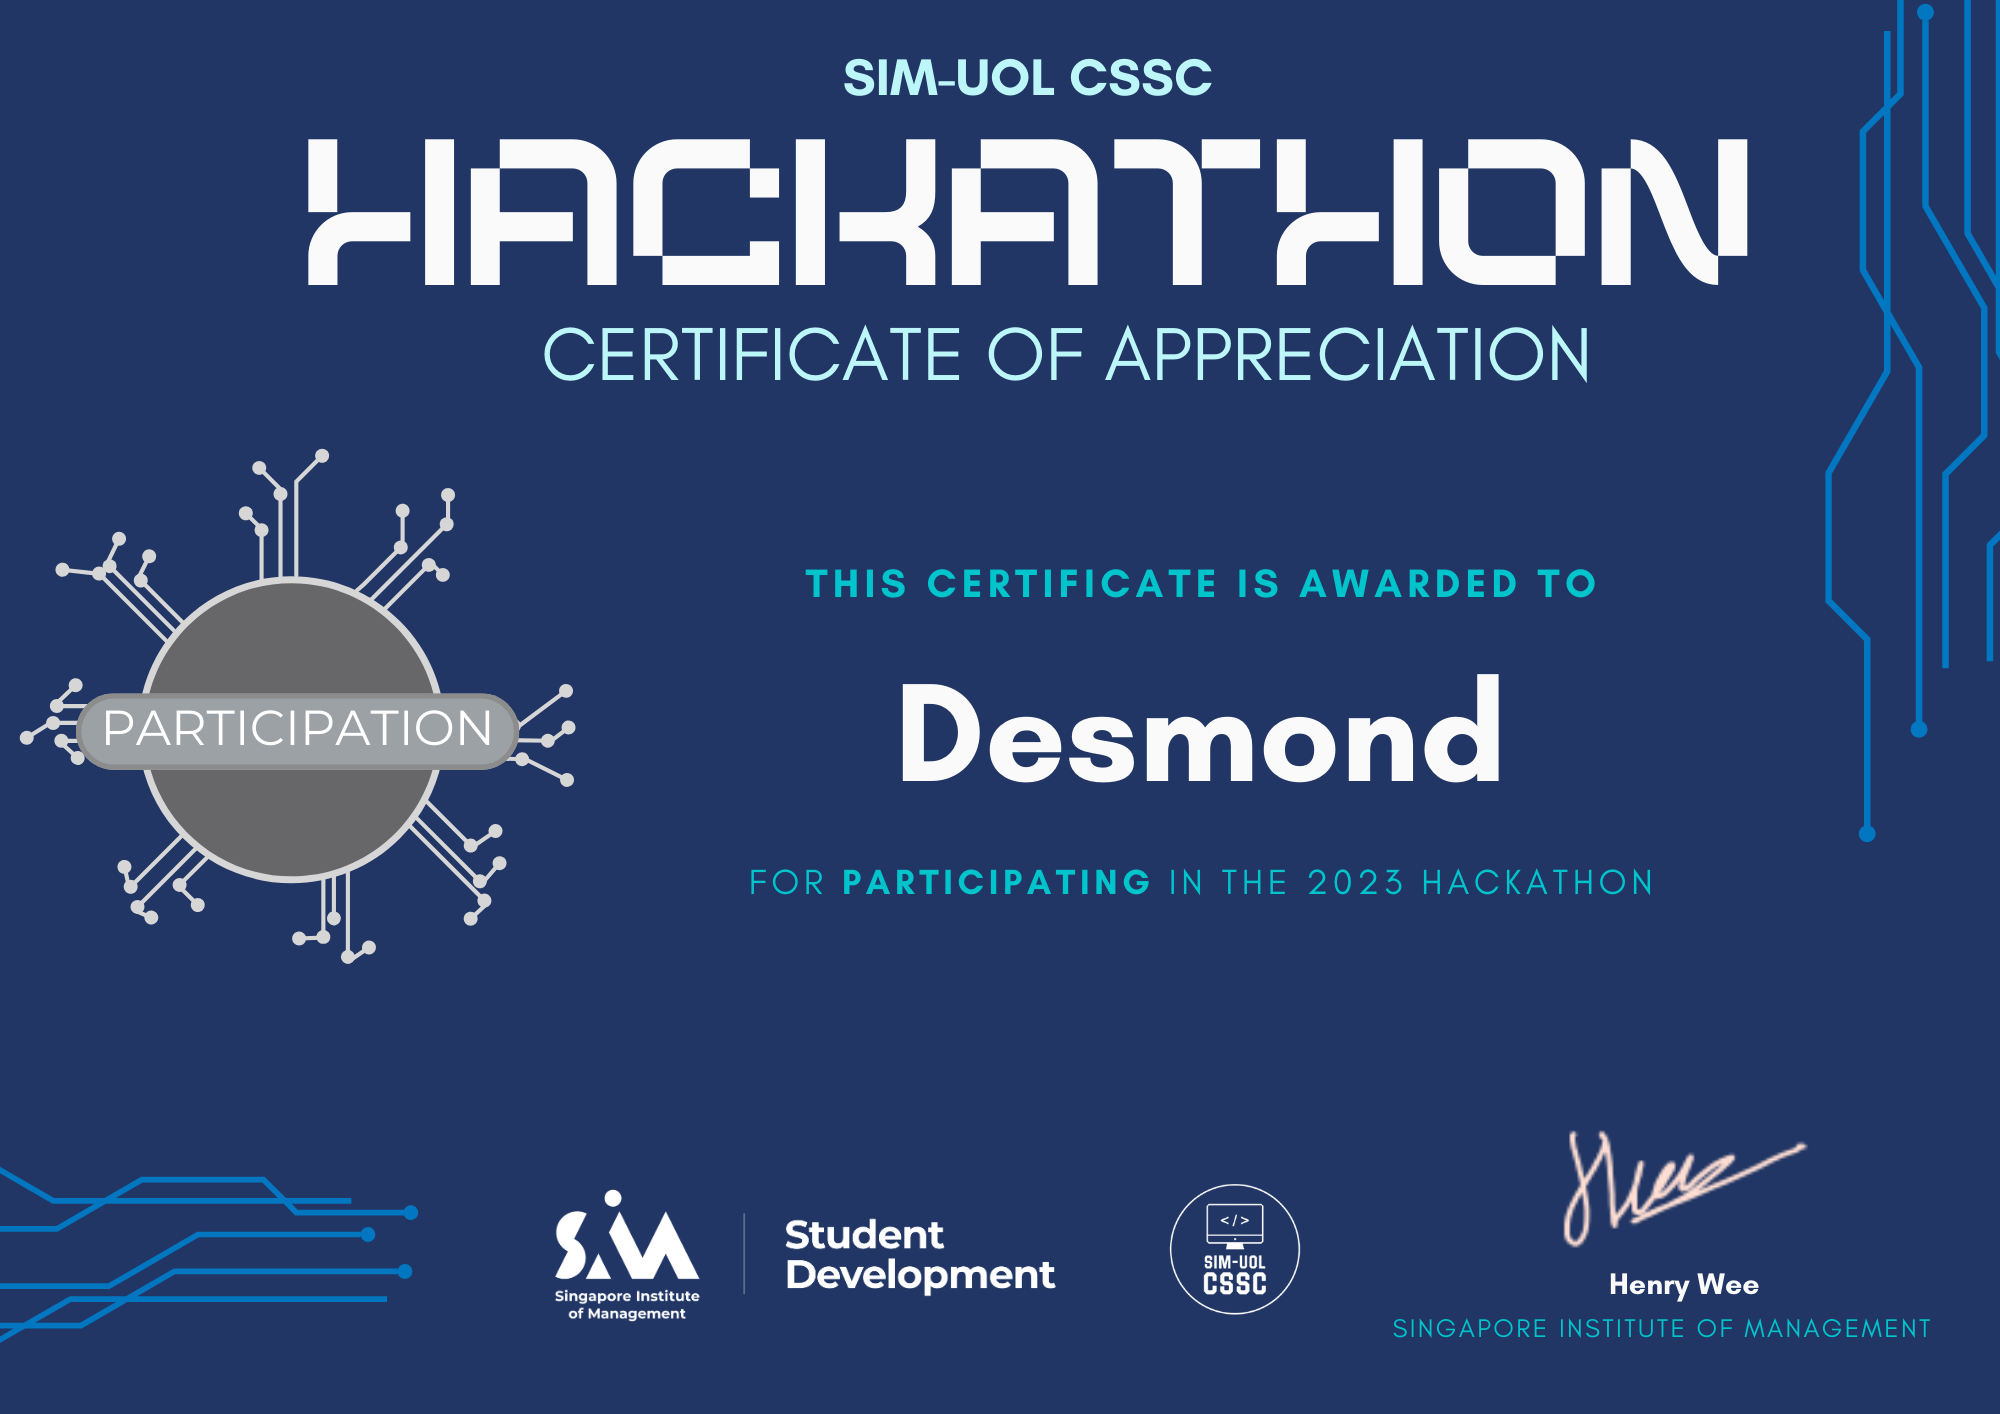 SIM-UOL CSSC
HACKATHON
CERTIFICATE OF APPRECIATION
THIS CERTIFICATE IS AWARDED TO
PARTICIPATION
Desmond
FOR PARTICIPATING IN THE 2023 HACKATHON
SiM
Singapore Institute
of Management
Student
Development
</>
SIM-UOL
CSSC
Henry Wee
SINGAPORE INSTITUTE OF MANAGEMENT